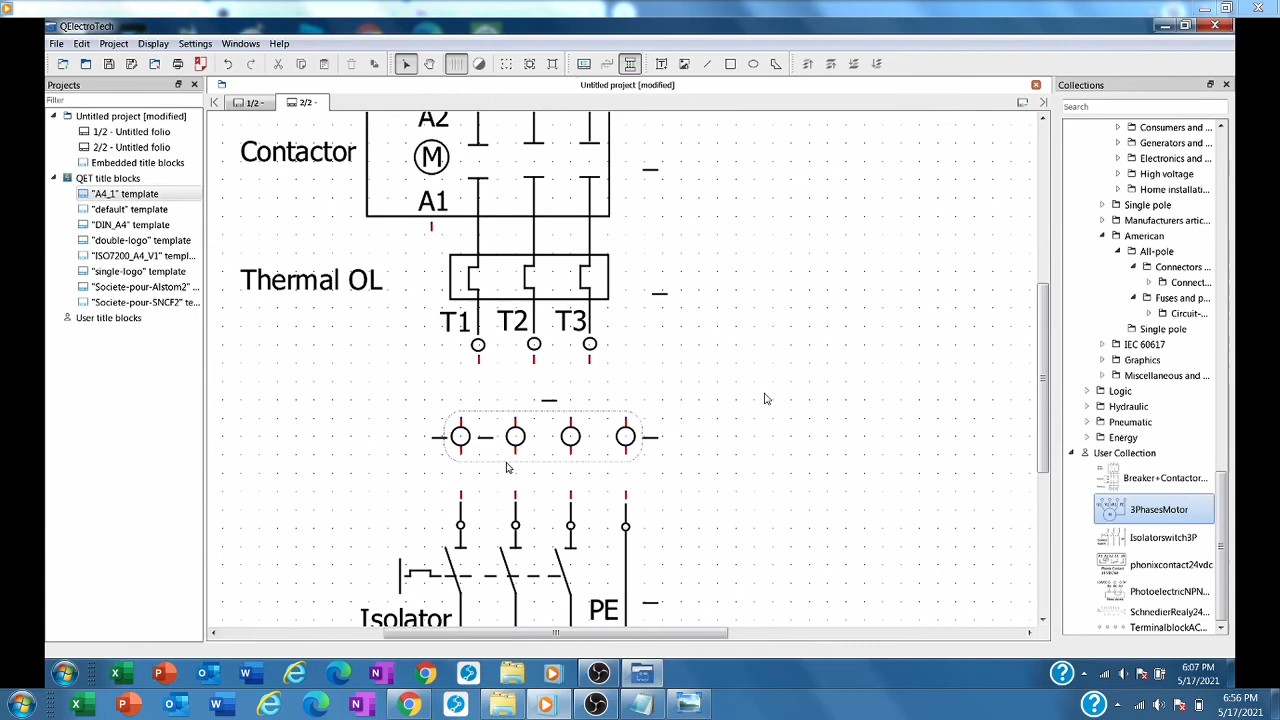 QElectroTech
File Edit Project Display Settings Windows Help
Projects
Untitled project [modified]
Collections
Filter
1/2 -
2/2 -
Search
Untitled project [modified]
1/2 - Untitled folio
2/2 - Untitled folio
Embedded title blocks
QET title blocks
"A4_1" template
"default" template
"DIN_A4" template
"double-logo" template
"ISO7200_A4_V1" templ...
"single-logo" template
"Societe-pour-Alstom2" ...
"Societe-pour-SNCF2" te...
User title blocks
A2
Contactor
M
A1
Thermal OL
T1 T2 T3
Isolator
PE
Consumers and ...
Generators and ...
Electronics and ...
High voltage
Home installati...
Single pole
Manufacturers artic...
American
All-pole
Connectors ...
Connect...
Fuses and p...
Circuit-...
Single pole
IEC 60617
Graphics
Miscellaneous and ...
Logic
Hydraulic
Pneumatic
Energy
User Collection
Breaker+Contactor...
3PhasesMotor
Isolatorswitch3P
phonixcontact24vdc
PhotoelectricNPN...
SchnedierRealy24...
TerminalblockAC...
6:07 PM
5/17/2021
6:56 PM
5/17/2021